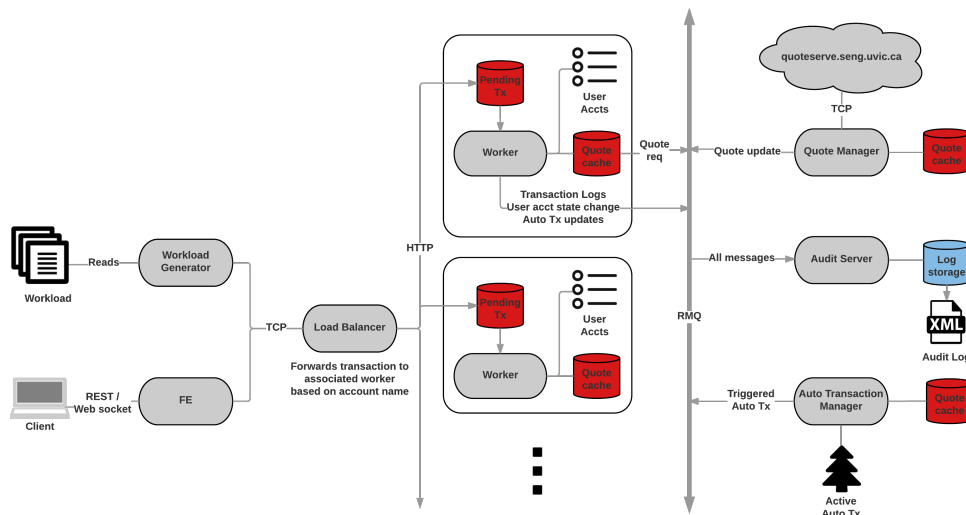 Workload
Reads
Workload
Generator
Client
REST /
Web socket
FE
TCP
Load Balancer
Forwards transaction to
associated worker
based on account name
HTTP
Pending
Tx
User
Accts
Worker
Quote
cache
Quote
req
Transaction Logs
User acct state change
Auto Tx updates
Pending
Tx
User
Accts
Worker
Quote
cache
RMQ
quoteserve.seng.uvic.ca
TCP
Quote update
Quote Manager
Quote
cache
All messages
Audit Server
Log
storage
XML
Audit Log
Triggered
Auto Tx
Auto Transaction
Manager
Quote
cache
Active
Auto Tx